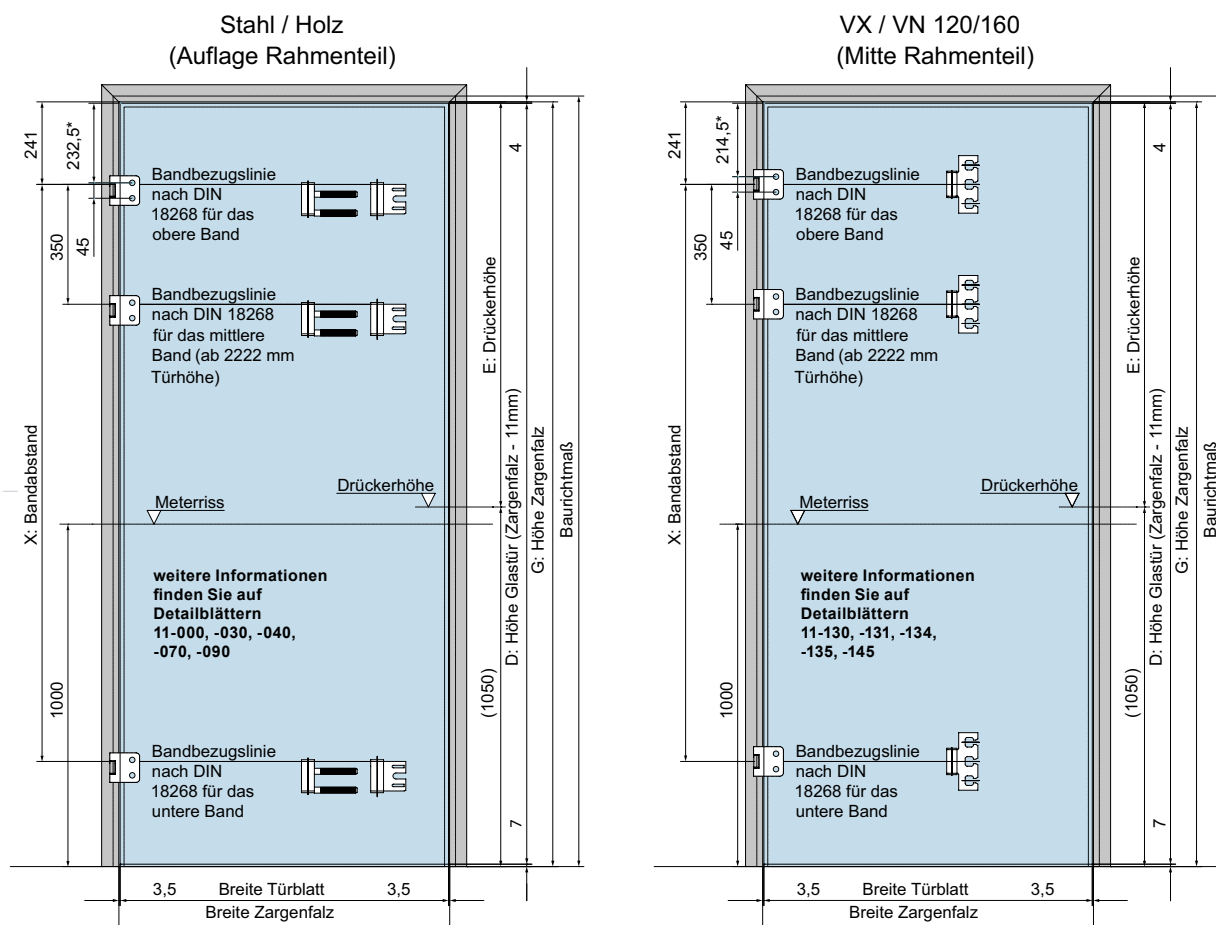 Stahl / Holz
(Auflage Rahmenteil)
241
232,5*
4
Bandbezugslinie
nach DIN
18268 für das
obere Band
350
45
Bandbezugslinie
nach DIN 18268
für das mittlere
Band (ab 2222 mm
Türhöhe)
E: Drückerhöhe
X: Bandabstand
D: Höhe Glastür (Zargenfalz - 11mm)
G: Höhe Zargenfalz
Baurichtmaß
Drückerhöhe
Meterriss
weitere Informationen
finden Sie auf
Detailblättern
11-000, -030, -040,
-070, -090
1000
(1050)
Bandbezugslinie
nach DIN
18268 für das
untere Band
7
3,5 Breite Türblatt 3,5
Breite Zargenfalz
VX / VN 120/160
(Mitte Rahmenteil)
241
214,5*
4
Bandbezugslinie
nach DIN
18268 für das
obere Band
350
45
Bandbezugslinie
nach DIN 18268
für das mittlere
Band (ab 2222 mm
Türhöhe)
E: Drückerhöhe
X: Bandabstand
D: Höhe Glastür (Zargenfalz - 11mm)
G: Höhe Zargenfalz
Baurichtmaß
Drückerhöhe
Meterriss
weitere Informationen
finden Sie auf
Detailblättern
11-130, -131, -134,
-135, -145
1000
(1050)
Bandbezugslinie
nach DIN
18268 für das
untere Band
7
3,5 Breite Türblatt 3,5
Breite Zargenfalz